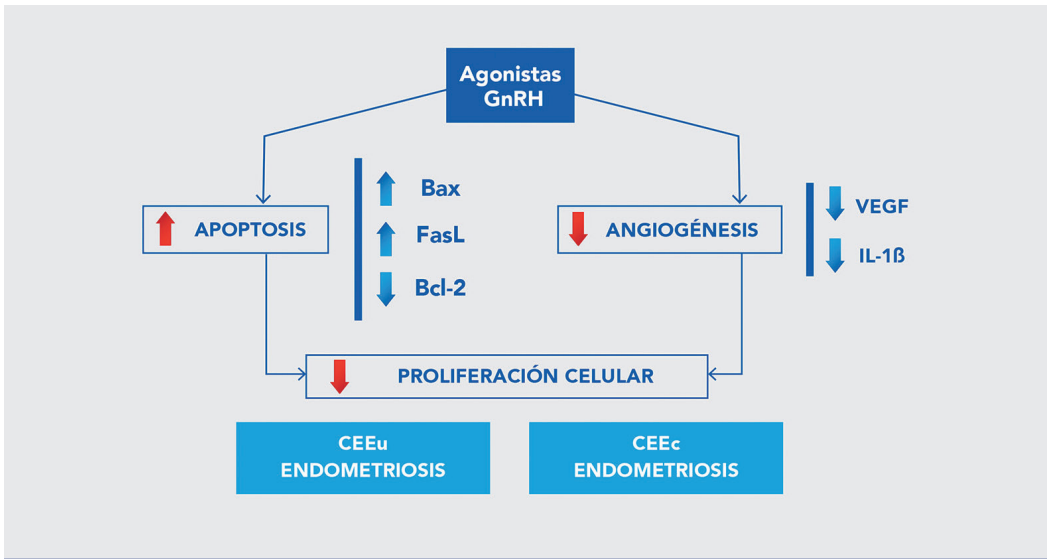 Agonistas
GnRH
APOPTOSIS
Bax
FasL
Bcl-2
ANGIOGÉNESIS
VEGF
IL-1ß
PROLIFERACIÓN CELULAR
CEEu
ENDOMETRIOSIS
CEEc
ENDOMETRIOSIS